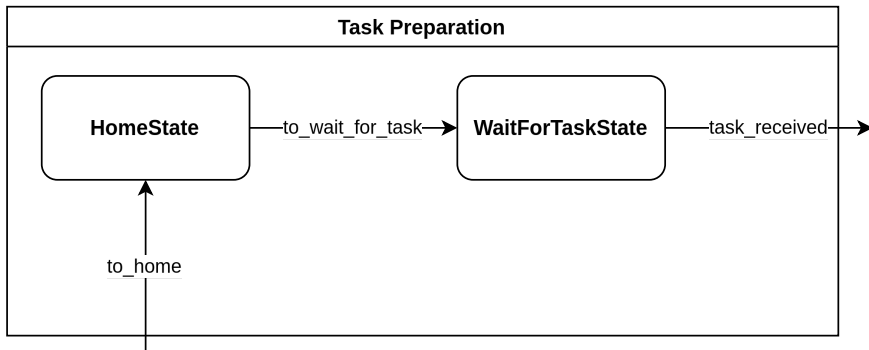 Task Preparation
HomeState
to_wait_for_task
WaitForTaskState
task_received
to_home